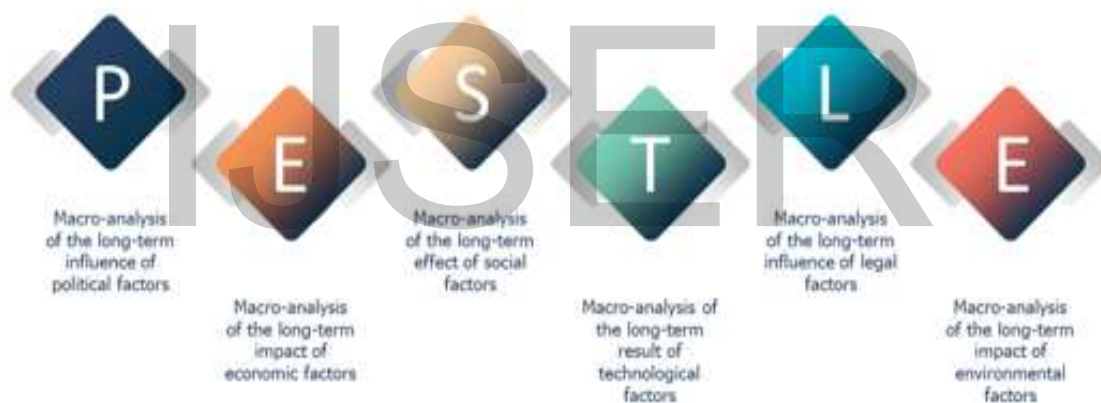 IJSER
P
Macro-analysis
of the long-term
influence of
political factors
E
Macro-analysis
of the long-term
impact of
economic factors
S
Macro-analysis
of the long-term
effect of social
factors
T
Macro-analysis of
the long-term
result of
technological
factors
L
Macro-analysis
of the long-term
influence of legal
factors
E
Macro-analysis
of the long-term
impact of
environmental
factors